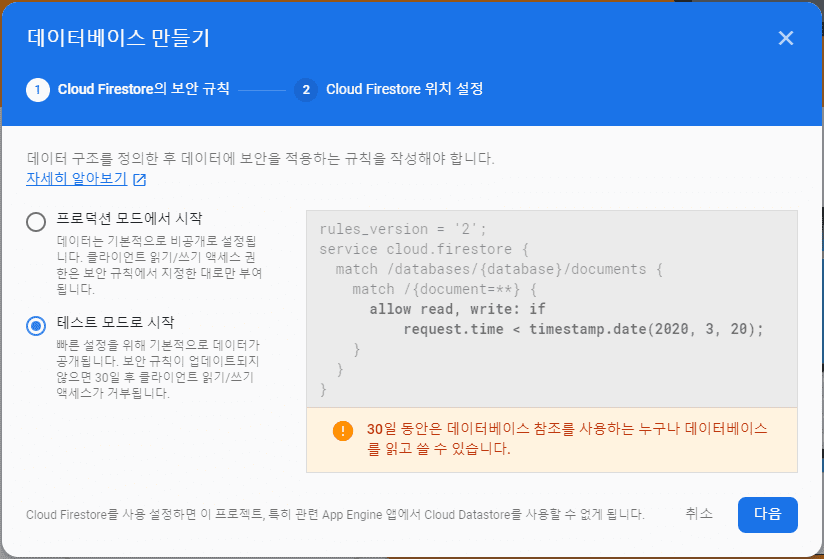 데이터베이스 만들기
1 Cloud Firestore의 보안 규칙
2 Cloud Firestore 위치 설정
데이터 구조를 정의한 후 데이터에 보안을 적용하는 규칙을 작성해야 합니다.
자세히 알아보기
프로덕션 모드에서 시작
데이터는 기본적으로 비공개로 설정됩
니다. 클라이언트 읽기/쓰기 액세스 권
한은 보안 규칙에서 지정한 대로만 부여
됩니다.
테스트 모드로 시작
빠른 설정을 위해 기본적으로 데이터가
공개됩니다. 보안 규칙이 업데이트되지
않으면 30일 후 클라이언트 읽기/쓰기
액세스가 거부됩니다.
rules_version = '2';
service cloud.firestore {
match /databases/{database}/documents {
match /{document=**} {
allow read, write: if
request.time < timestamp.date(2020, 3, 20);
}
}
}
30일 동안은 데이터베이스 참조를 사용하는 누구나 데이터베이스
를 읽고 쓸 수 있습니다.
Cloud Firestore를 사용 설정하면 이 프로젝트, 특히 관련 App Engine 앱에서 Cloud Datastore를 사용할 수 없게 됩니다.
취소
다음